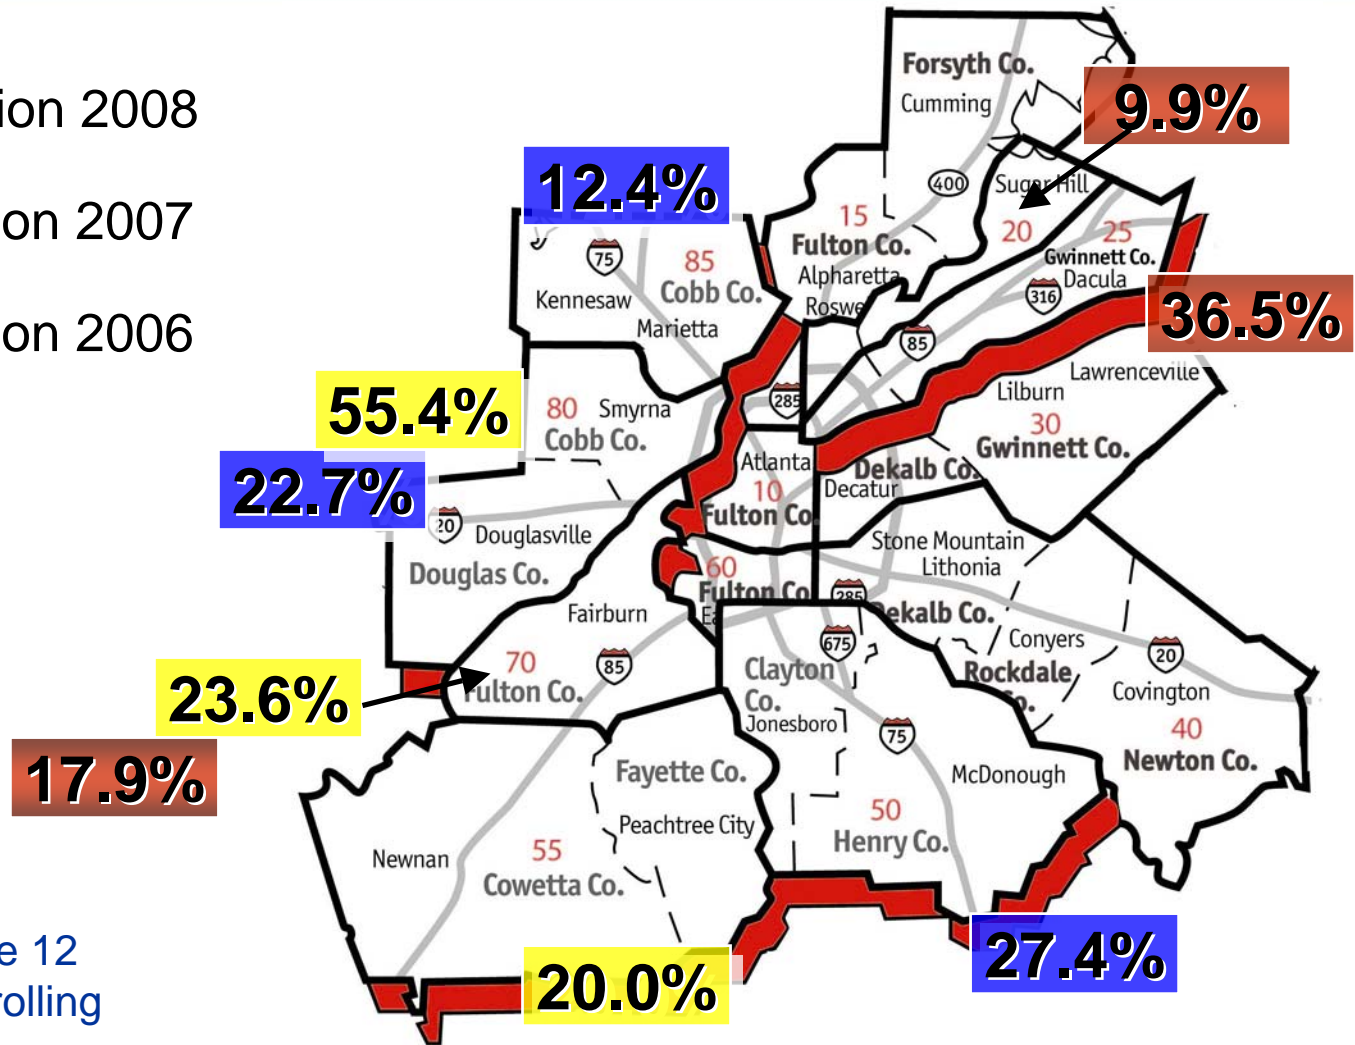 ion 2008
on 2007
on 2006
Forsyth Co.
Cumming
9.9%
400
Sugar Hill
12.4%
15
Fulton Co.
Alpharetta
Roswe
20
25
Gwinnett Co.
Dacula
316
75
85
Cobb Co.
Kennesaw
Marietta
36.5%
85
Lawrenceville
Lilburn
30
Gwinnett Co.
285
55.4%
80
Smyrna
Cobb Co.
22.7%
Atlanta
Dekalb Co.
Decatur
10
Fulton Co.
20
Douglasville
Douglas Co.
Stone Mountain
Lithonia
60
Fulton Co.
Ea
285
Dekalb Co.
Fairburn
675
Conyers
20
70
Fulton Co.
85
Clayton
Co.
Jonesboro
Rockdale
o.
Covington
23.6%
40
Newton Co.
75
17.9%
Fayette Co.
McDonough
Peachtree City
50
Henry Co.
Newnan
55
Cowetta Co.
e 12
rolling
20.0%
27.4%